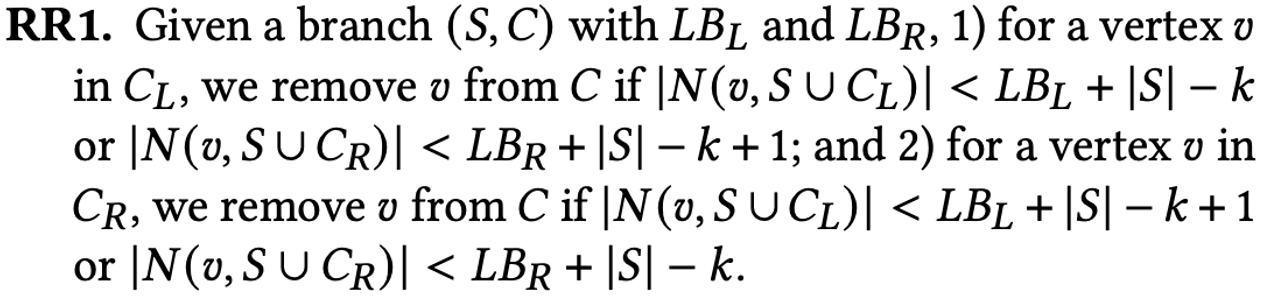 RR1. Given a branch (S, C) with LB_L and LB_R, 1) for a vertex v
in C_L, we remove v from C if |N(v, S ∪ C_L)| < LB_L + |S| − k
or |N(v, S ∪ C_R)| < LB_R + |S| − k + 1; and 2) for a vertex v in
C_R, we remove v from C if |N(v, S ∪ C_L)| < LB_L + |S| − k + 1
or |N(v, S ∪ C_R)| < LB_R + |S| − k.